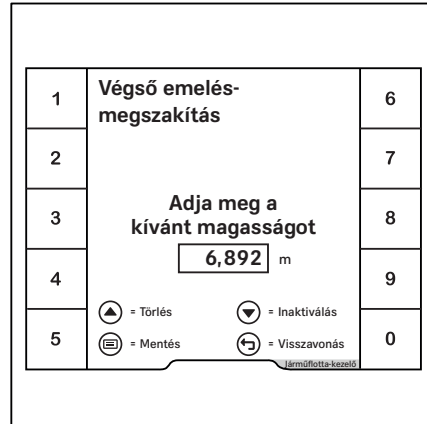 Végső emelés-
megszakítás
1
2
3
4
5
6
7
8
9
0
Adja meg a
kívánt magasságot
6,892 m
= Törlés
= Inaktiválás
= Mentés
= Visszavonás
Járműflotta-kezelő